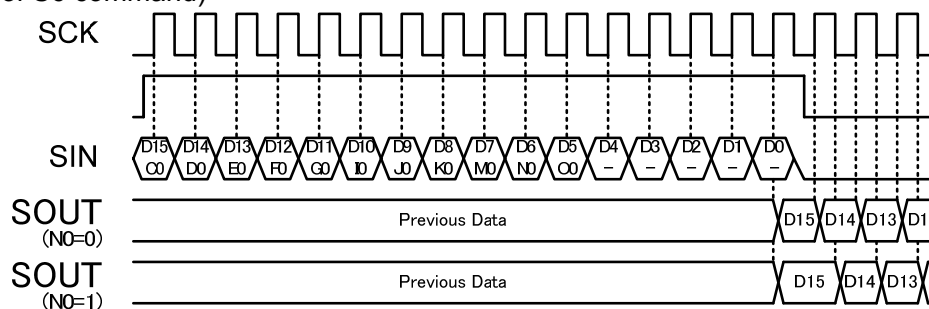 SCK
SIN
D15 D14 D13 D12 D11 D10 D9 D8 D7 D6 D5 D4 D3 D2 D1 D0
C0 D0 E0 F0 G0 I0 J0 K0 M0 N0 O0 - - - - -
SOUT
(N0=0)
Previous Data
D15 D14 D13 D1
SOUT
(N0=1)
Previous Data
D15 D14 D13